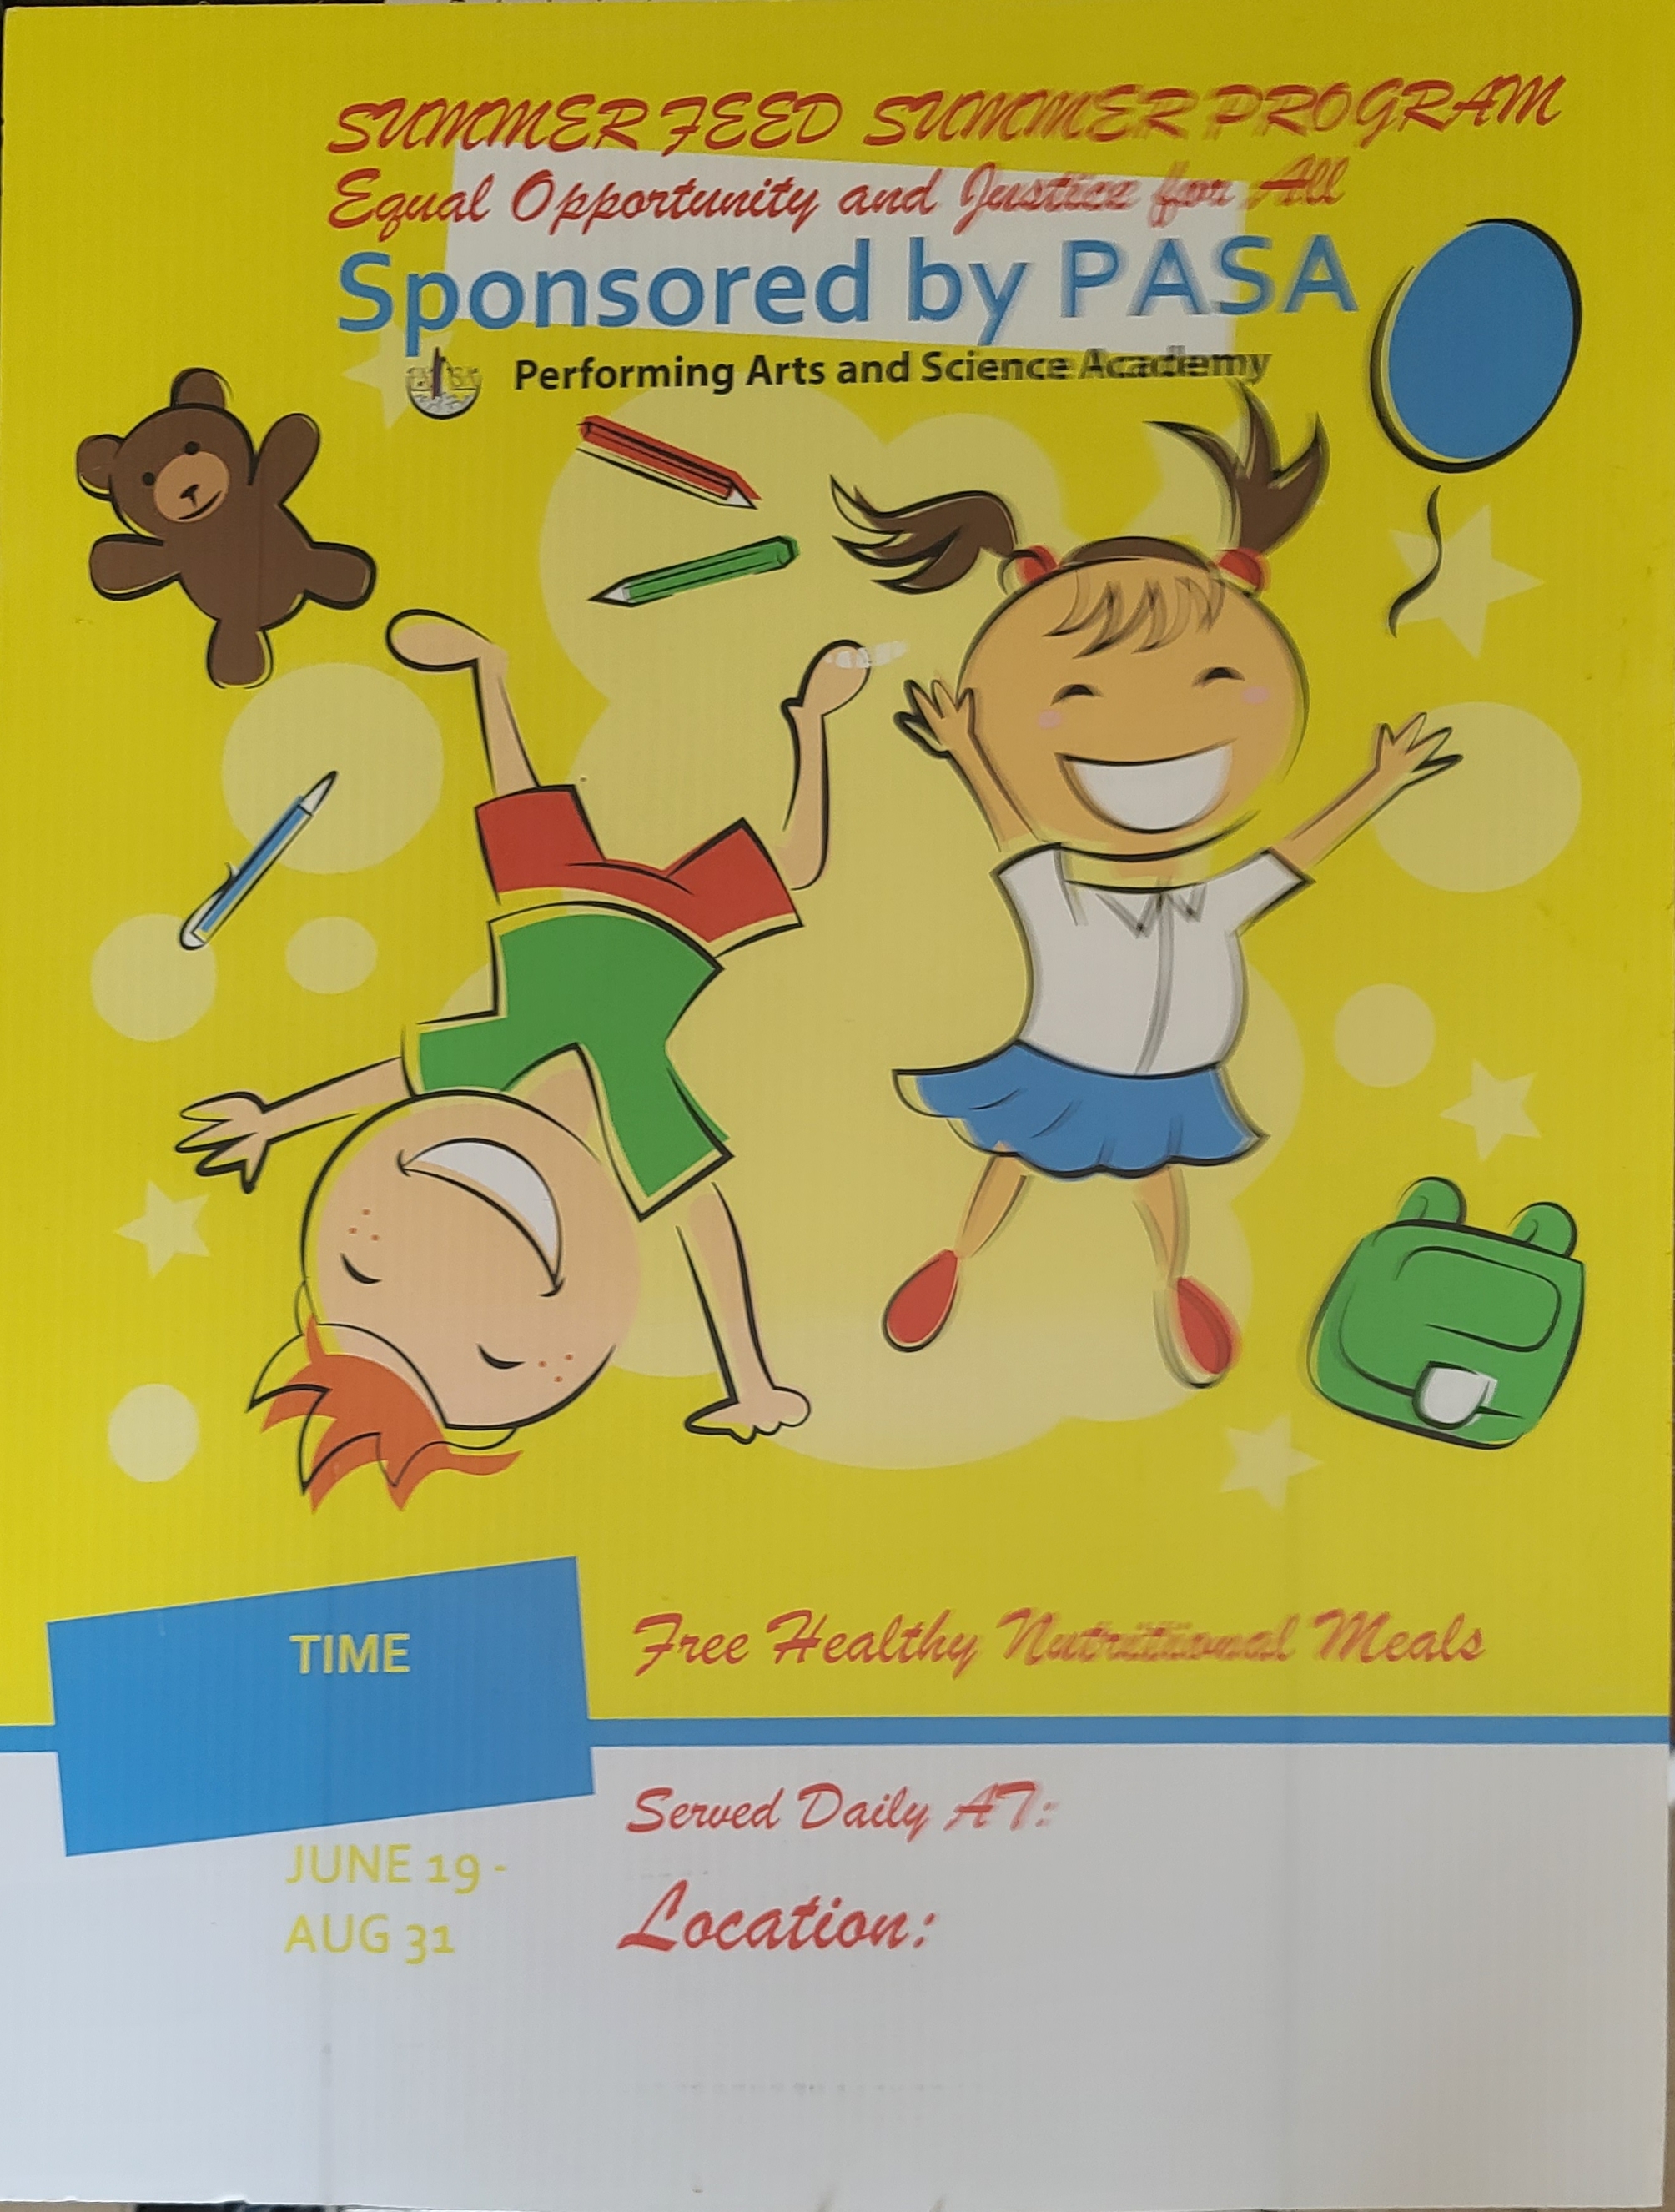 SUMMER FEED SUMMER PROGRAM
Equal Opportunity and Justice for All
Sponsored by PASA
Performing Arts and Science Academy
TIME
Free Healthy Nutritional Meals
Served Daily AT:
JUNE 19 -
AUG 31
Location: